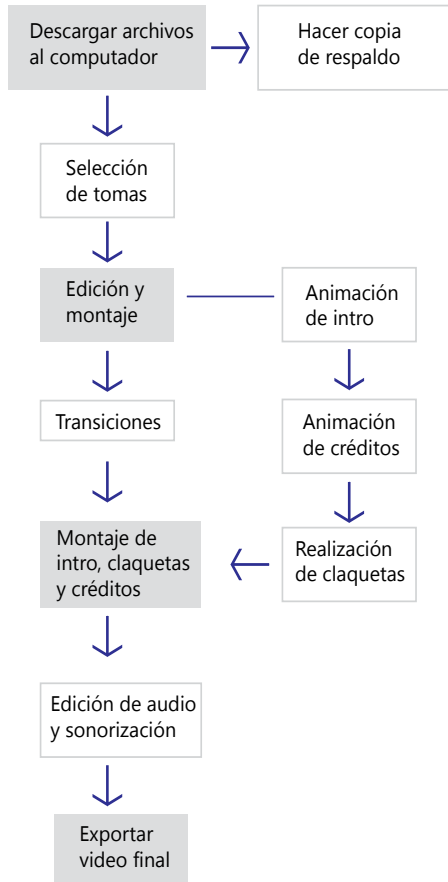 Descargar archivos
al computador
Hacer copia
de respaldo
Selección
de tomas
Edición y
montaje
Animación
de intro
Transiciones
Animación
de créditos
Montaje de
intro, claquetas
y créditos
Realización
de claquetas
Edición de audio
y sonorización
Exportar
video final